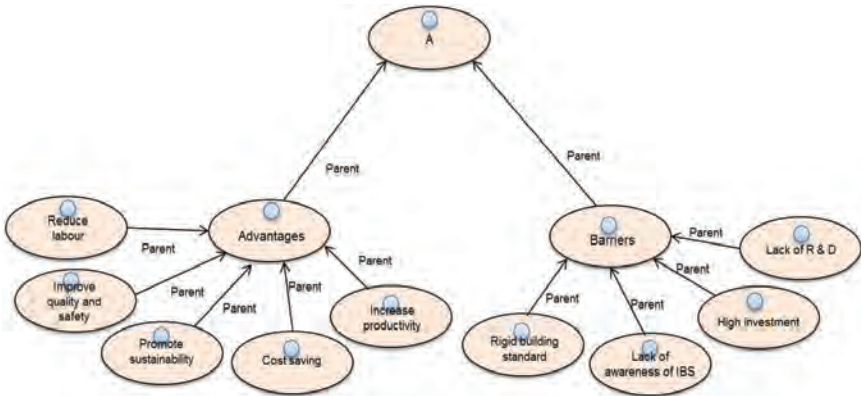 A
Parent
Parent
Reduce
labour
Parent
Advantages
Parent
Improve
quality and
safety
Parent
Promote
sustainability
Parent
Cost saving
Parent
Increase
productivity
Barriers
Parent
Lack of R & D
Parent
High investment
Parent
Rigid building
standard
Parent
Lack of
awareness of IBS